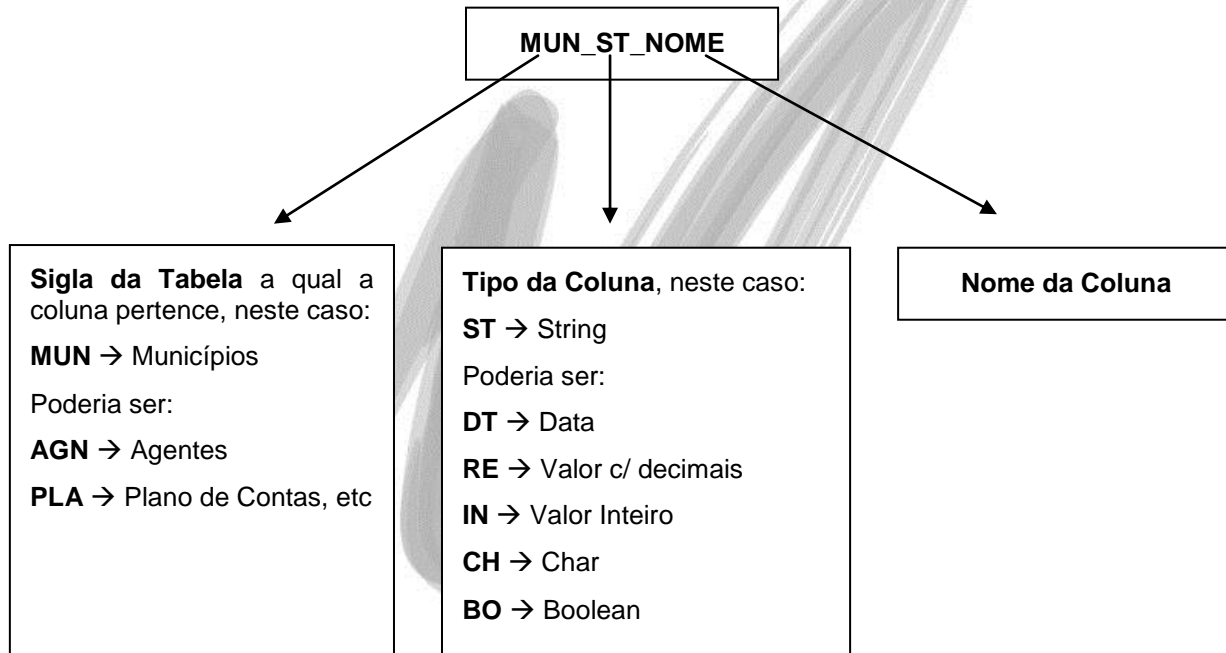 MUN_ST_NOME
Sigla da Tabela a qual a
coluna pertence, neste caso:
MUN → Municípios
Poderia ser:
AGN → Agentes
PLA → Plano de Contas, etc
Tipo da Coluna, neste caso:
ST → String
Poderia ser:
DT → Data
RE → Valor c/ decimais
IN → Valor Inteiro
CH → Char
BO → Boolean
Nome da Coluna